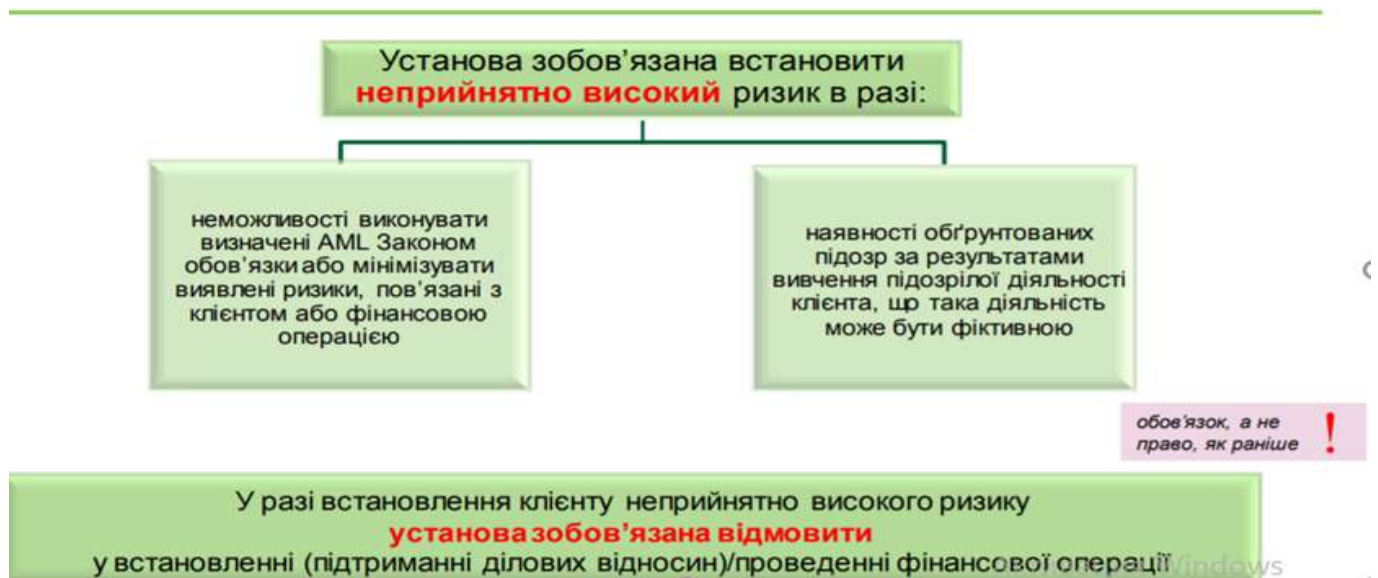 Установа зобов’язана встановити
неприйнятно високий ризик в разі:
неможливості виконувати
визначені AML Законом
обов’язки або мінімізувати
виявлені ризики, пов’язані з
клієнтом або фінансовою
операцією
наявності обґрунтованих
підозр за результатами
вивчення підозрілої діяльності
клієнта, що така діяльність
може бути фіктивною
обов’язок, а не
право, як раніше !
У разі встановлення клієнту неприйнятно високого ризику
установа зобов’язана відмовити
у встановленні (підтриманні ділових відносин)/проведенні фінансової операції
Windows